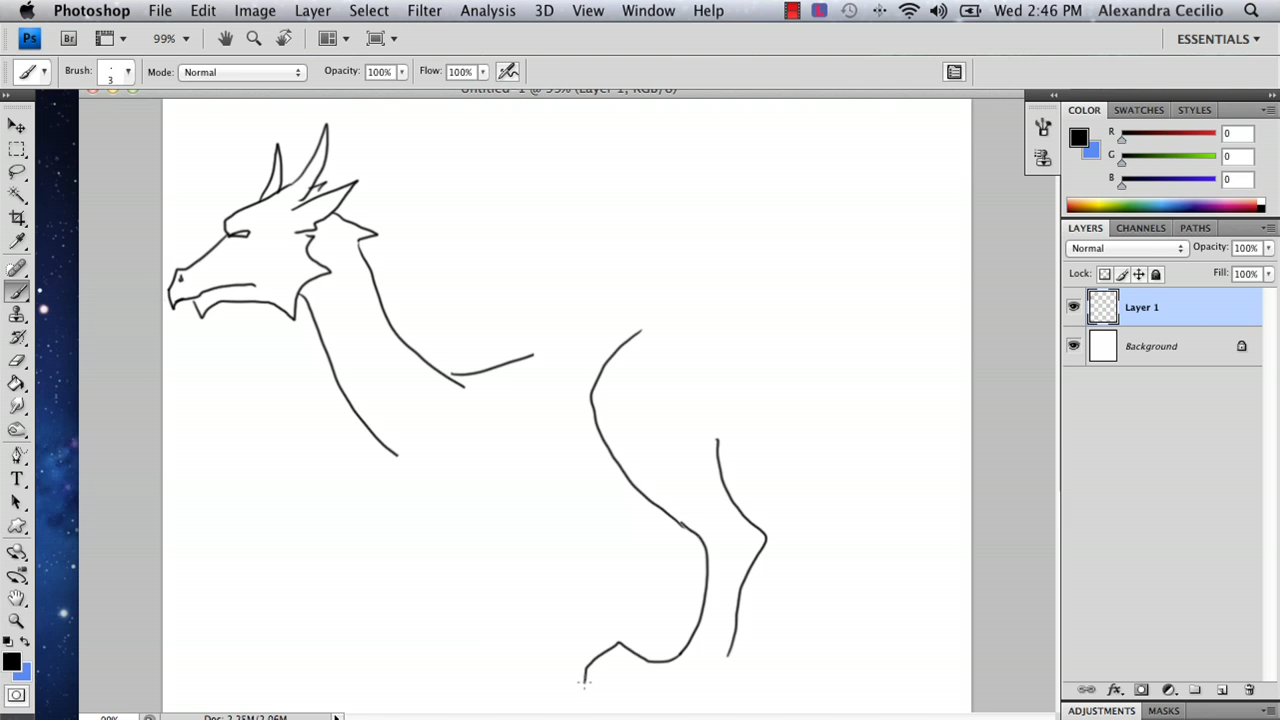 Photoshop File Edit Image Layer Select Filter Analysis 3D View Window Help Wed 2:46 PM Alexandra Cecilio
Ps Br 99% ESSENTIALS
Brush: 3 Mode: Normal Opacity: 100% Flow: 100%
COLOR SWATCHES STYLES
R 0
G 0
B 0
LAYERS CHANNELS PATHS
Normal Opacity: 100%
Lock: Fill: 100%
Layer 1
Background
T
fx
ADJUSTMENTS MASKS